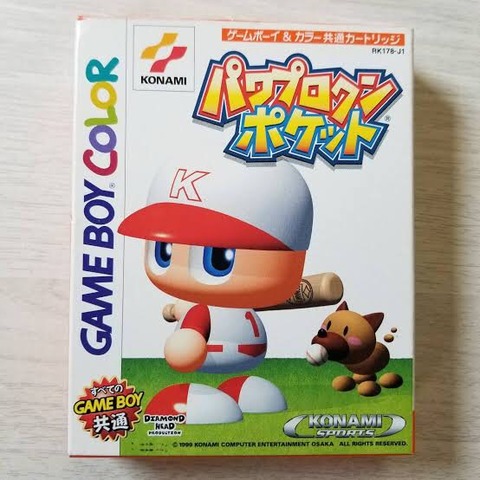 ゲームボーイ&カラー共通カートリッジ
RK176-J1
KONAMI
パワプロクン
ポケット®
GAME BOY COLOR
K
1
すべての
GAME BOY
共通
DIAMOND
HEAD
PRODUCTION
KONAMI
SPORTS
©1999 KONAMI COMPUTER ENTERTAINMENT OSAKA ALL RIGHTS RESERVED.